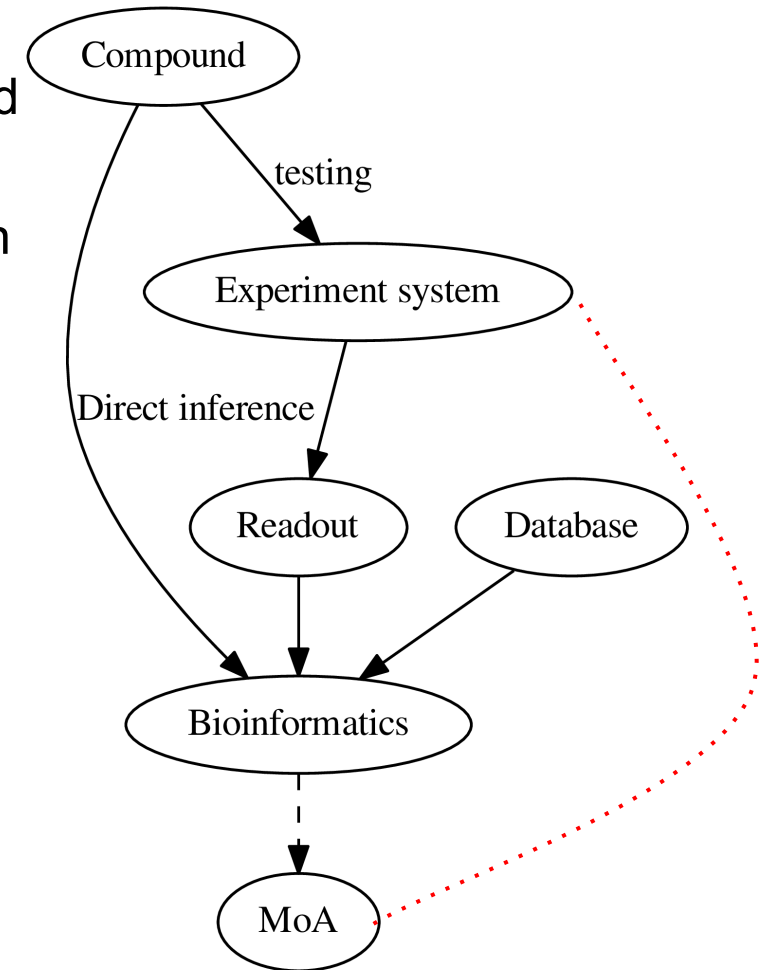 Compound
d
testing
n
Experiment system
Direct inference
Readout
Database
Bioinformatics
MoA